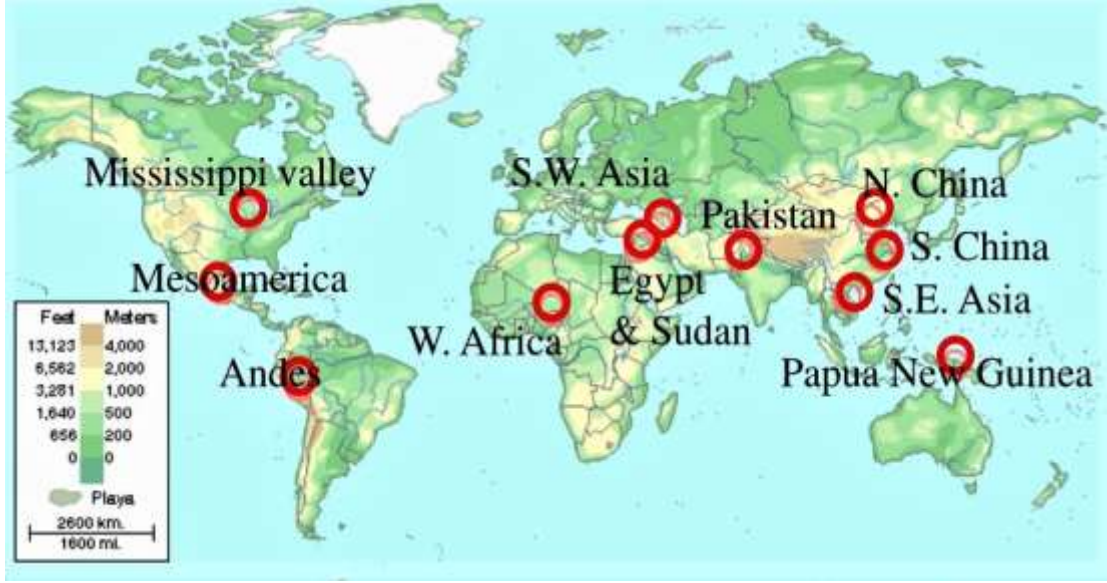 Mississippi valley
S.W. Asia
N. China
Pakistan
S. China
Mesoamerica
Egypt
& Sudan
S.E. Asia
W. Africa
Andes
Papua New Guinea
Feet Meters
13,123 4,000
6,562 2,000
3,281 1,000
1,640 500
656 200
0 0
Playa
2600 km.
1600 mi.